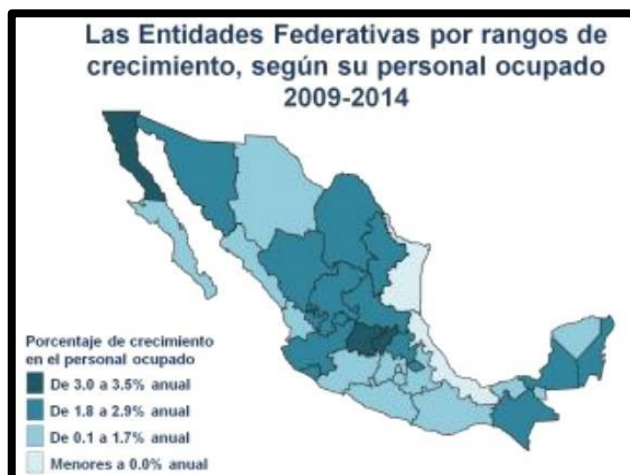 Las Entidades Federativas por rangos de
crecimiento, según su personal ocupado
2009-2014
Porcentaje de crecimiento
en el personal ocupado
De 3.0 a 3.5% anual
De 1.8 a 2.9% anual
De 0.1 a 1.7% anual
Menores a 0.0% anual